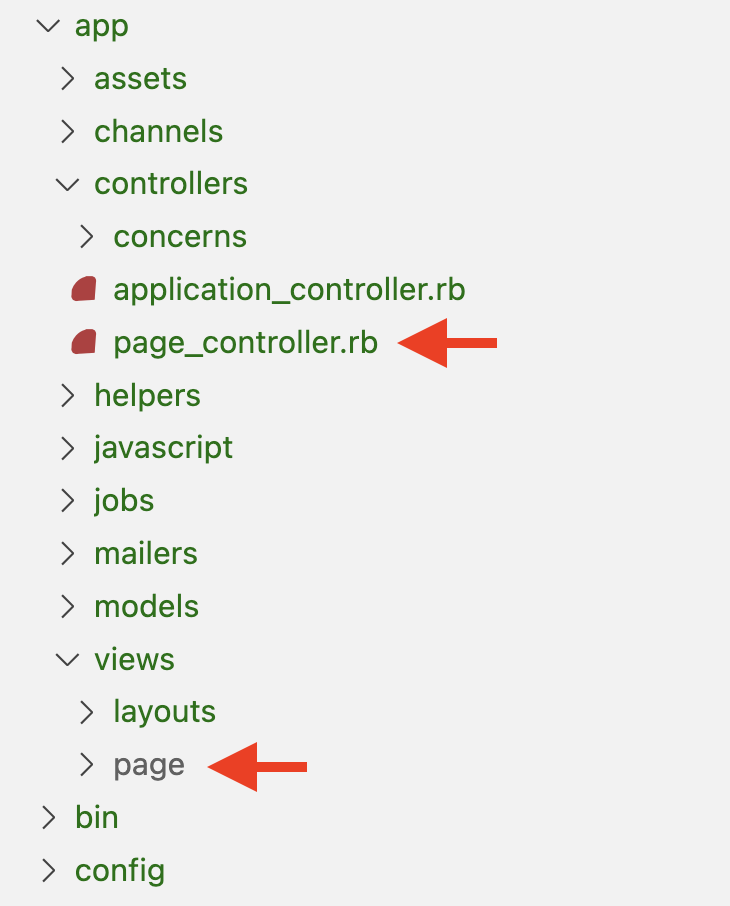 app
assets
channels
controllers
concerns
application_controller.rb
page_controller.rb
helpers
javascript
jobs
mailers
models
views
layouts
page
bin
config